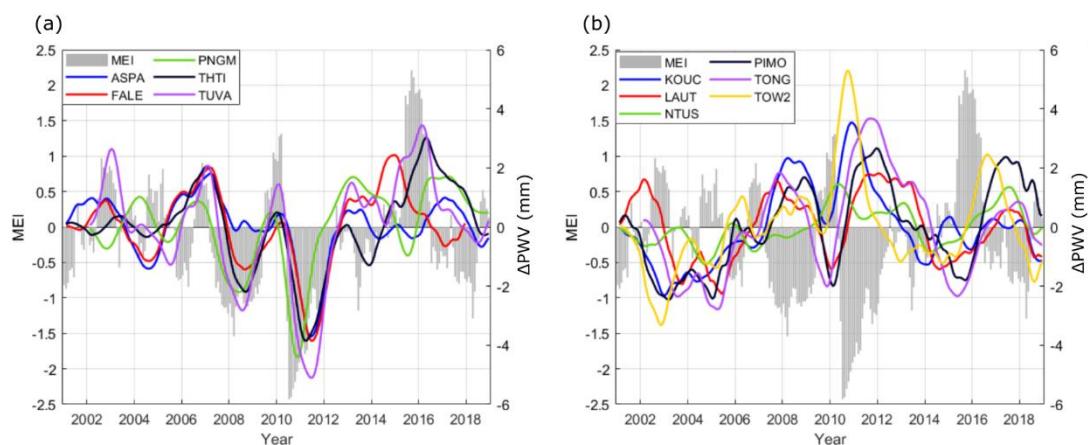 (a)
2.5
2
1.5
1
0.5
0
-0.5
-1
-1.5
-2
-2.5
MEI
MEI
ASPA
FALE
PNGM
THTI
TUVA
6
4
2
0
-2
-4
-6
ΔPWV (mm)
2002 2004 2006 2008 2010 2012 2014 2016 2018
Year
(b)
2.5
2
1.5
1
0.5
0
-0.5
-1
-1.5
-2
-2.5
MEI
MEI
KOUC
LAUT
NTUS
PIMO
TONG
TOW2
6
4
2
0
-2
-4
-6
ΔPWV (mm)
2002 2004 2006 2008 2010 2012 2014 2016 2018
Year